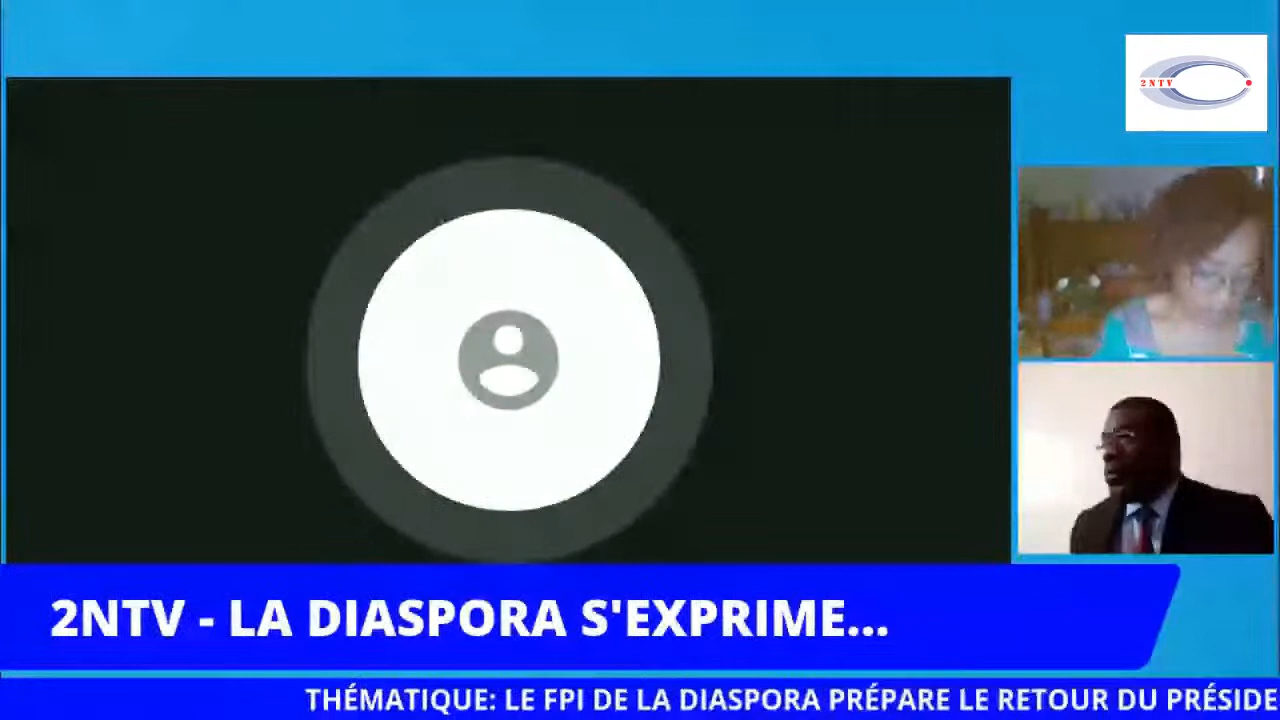 2NTV
2NTV - LA DIASPORA S'EXPRIME...
THÉMATIQUE: LE FPI DE LA DIASPORA PRÉPARE LE RETOUR DU PRÉSIDE